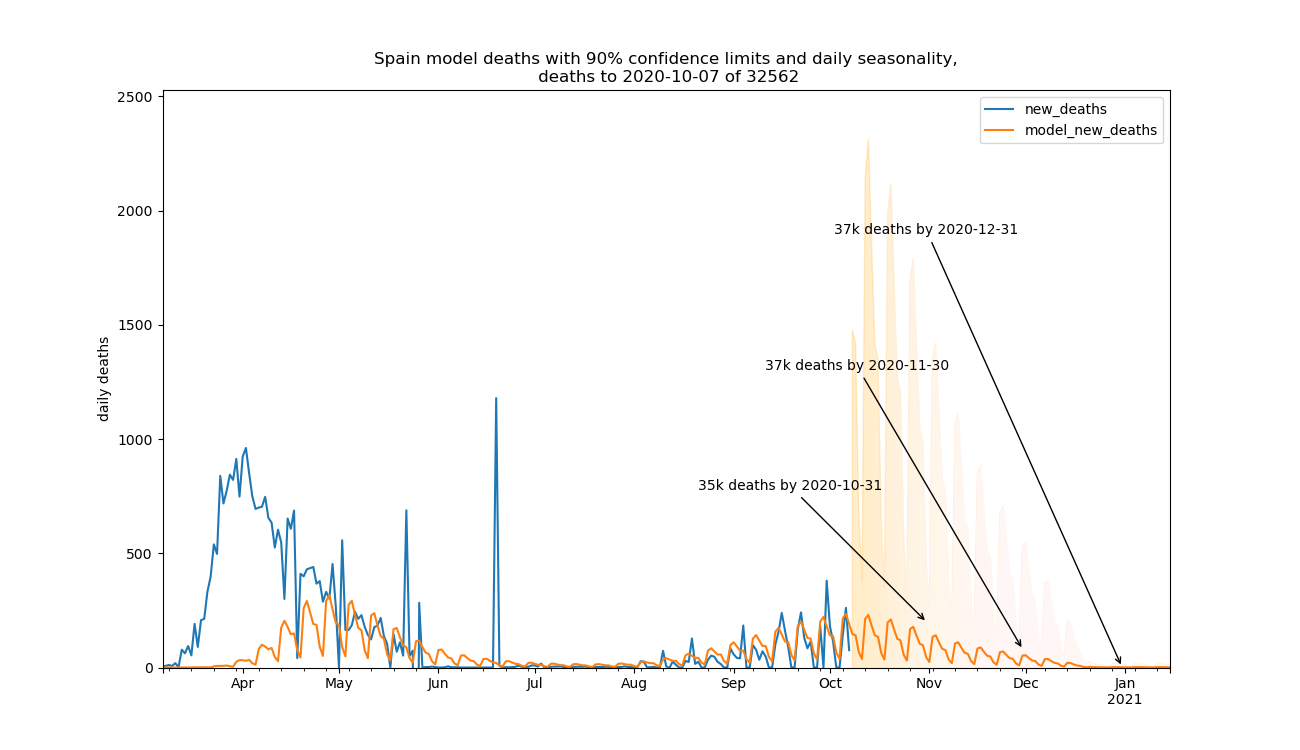 Spain model deaths with 90% confidence limits and daily seasonality,
deaths to 2020-10-07 of 32562
2500
new_deaths
model_new_deaths
2000
37k deaths by 2020-12-31
1500
37k deaths by 2020-11-30
daily deaths
1000
35k deaths by 2020-10-31
500
0
Apr May Jun Jul Aug Sep Oct Nov Dec Jan
2021